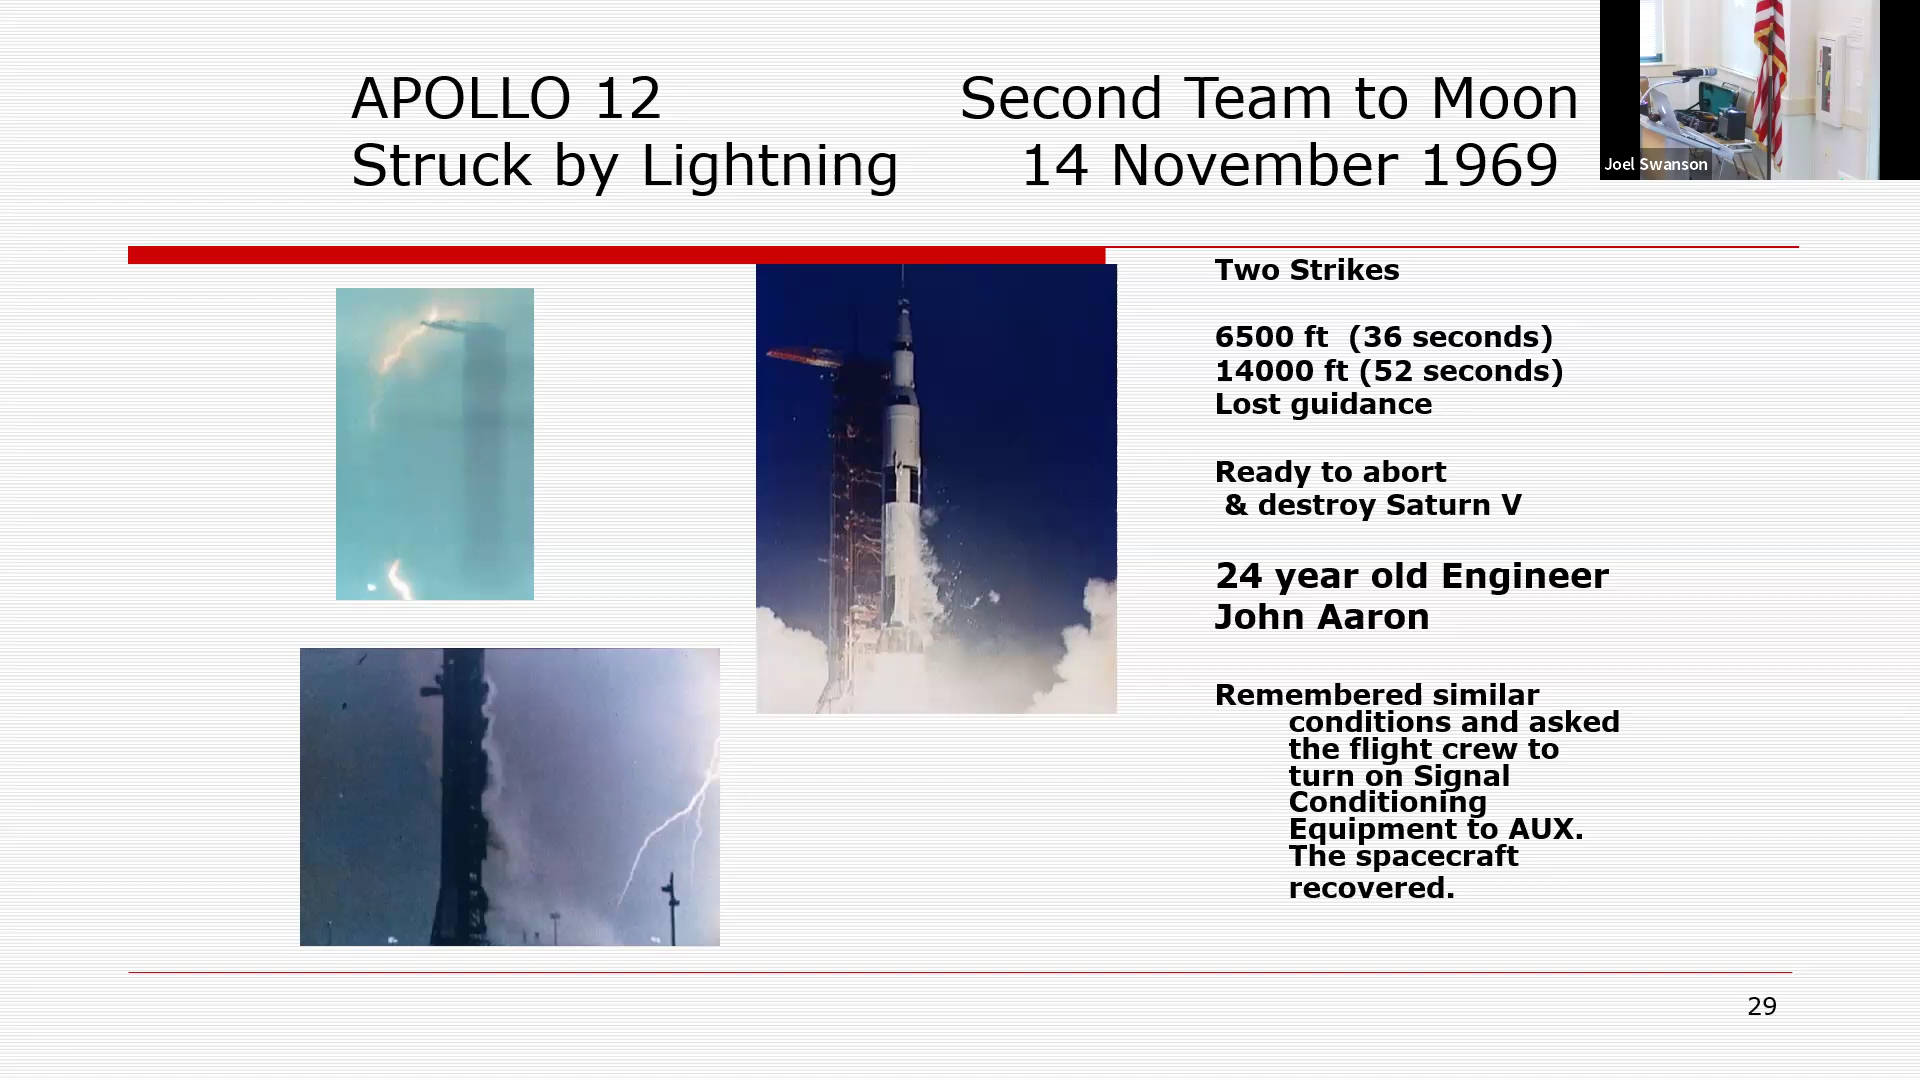 APOLLO 12 Second Team to Moon
Struck by Lightning 14 November 1969
Joel Swanson
Two Strikes
6500 ft (36 seconds)
14000 ft (52 seconds)
Lost guidance
Ready to abort
& destroy Saturn V
24 year old Engineer
John Aaron
Remembered similar
conditions and asked
the flight crew to
turn on Signal
Conditioning
Equipment to AUX.
The spacecraft
recovered.
29